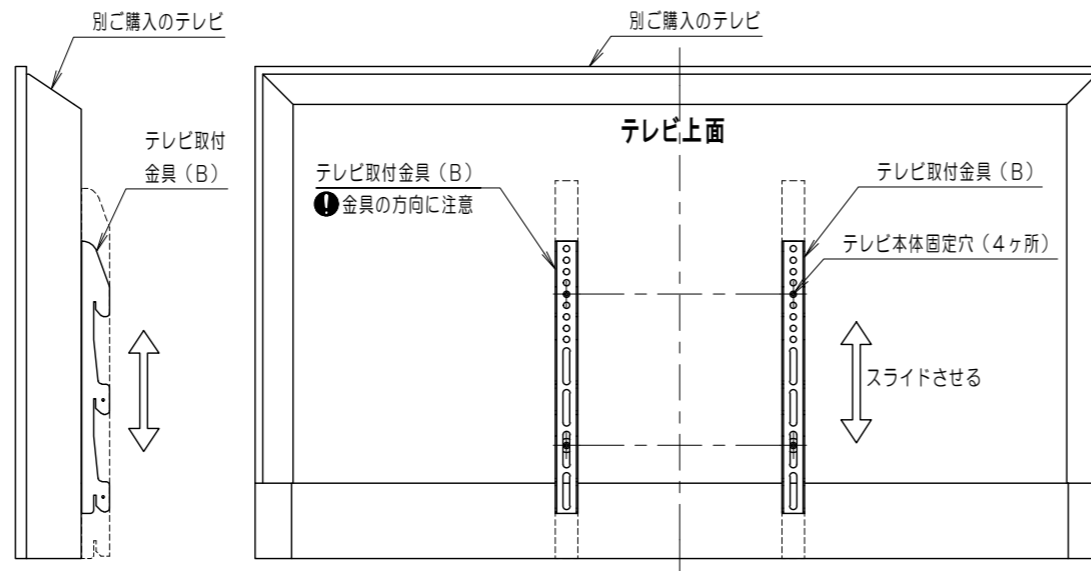 別ご購入のテレビ
テレビ取付
金具（B）
別ご購入のテレビ
テレビ上面
テレビ取付金具（B）
！金具の方向に注意
テレビ取付金具（B）
テレビ本体固定穴（４ヶ所）
スライドさせる